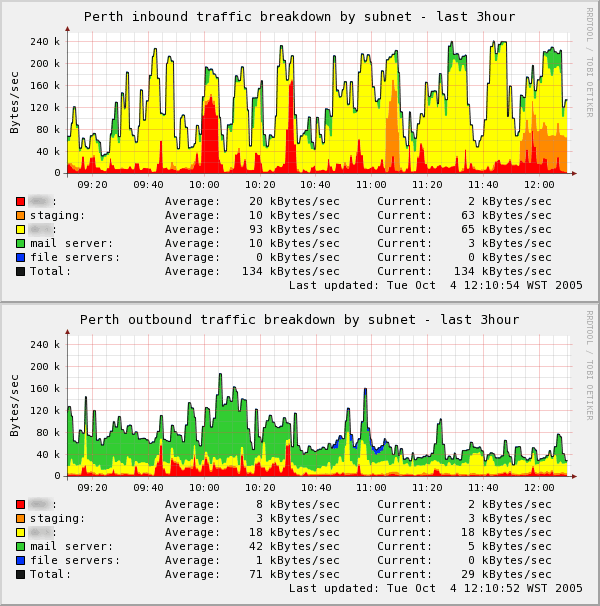 Perth inbound traffic breakdown by subnet - last 3hour
RRDTOOL / TOBI OETIKER
Bytes/sec
240 k
200 k
160 k
120 k
80 k
40 k
0
09:20 09:40 10:00 10:20 10:40 11:00 11:20 11:40 12:00
: Average: 20 kBytes/sec Current: 2 kBytes/sec
staging: Average: 10 kBytes/sec Current: 63 kBytes/sec
: Average: 93 kBytes/sec Current: 65 kBytes/sec
mail server: Average: 10 kBytes/sec Current: 3 kBytes/sec
file servers: Average: 0 kBytes/sec Current: 0 kBytes/sec
Total: Average: 134 kBytes/sec Current: 134 kBytes/sec
Last updated: Tue Oct 4 12:10:54 WST 2005
Perth outbound traffic breakdown by subnet - last 3hour
RRDTOOL / TOBI OETIKER
Bytes/sec
240 k
200 k
160 k
120 k
80 k
40 k
0
09:20 09:40 10:00 10:20 10:40 11:00 11:20 11:40 12:00
: Average: 8 kBytes/sec Current: 2 kBytes/sec
staging: Average: 3 kBytes/sec Current: 3 kBytes/sec
: Average: 18 kBytes/sec Current: 18 kBytes/sec
mail server: Average: 42 kBytes/sec Current: 5 kBytes/sec
file servers: Average: 1 kBytes/sec Current: 0 kBytes/sec
Total: Average: 71 kBytes/sec Current: 29 kBytes/sec
Last updated: Tue Oct 4 12:10:52 WST 2005